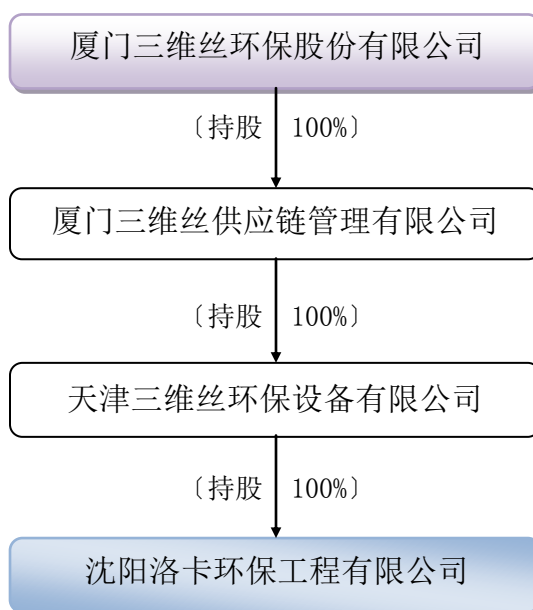 厦门三维丝环保股份有限公司
〔持股 100%〕
厦门三维丝供应链管理有限公司
〔持股 100%〕
天津三维丝环保设备有限公司
〔持股 100%〕
沈阳洛卡环保工程有限公司